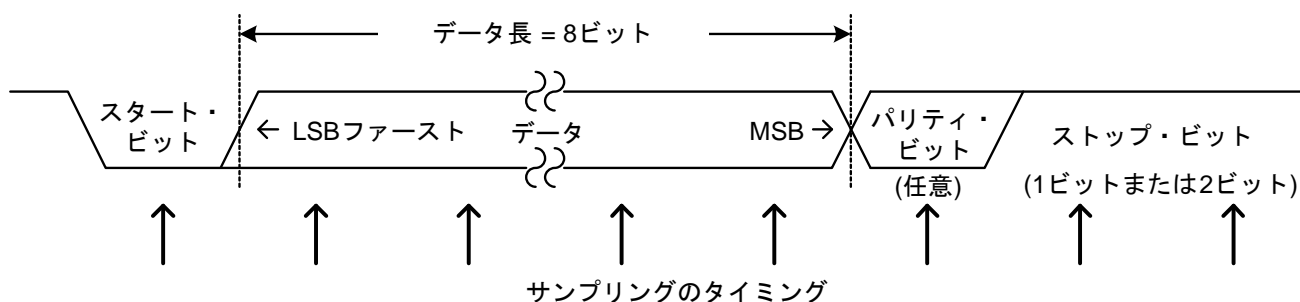 データ長 = 8ビット
スタート・
ビット
← LSBファースト
データ
MSB →
パリティ・
ビット
(任意)
ストップ・ビット
(1ビットまたは2ビット)
サンプリングのタイミング